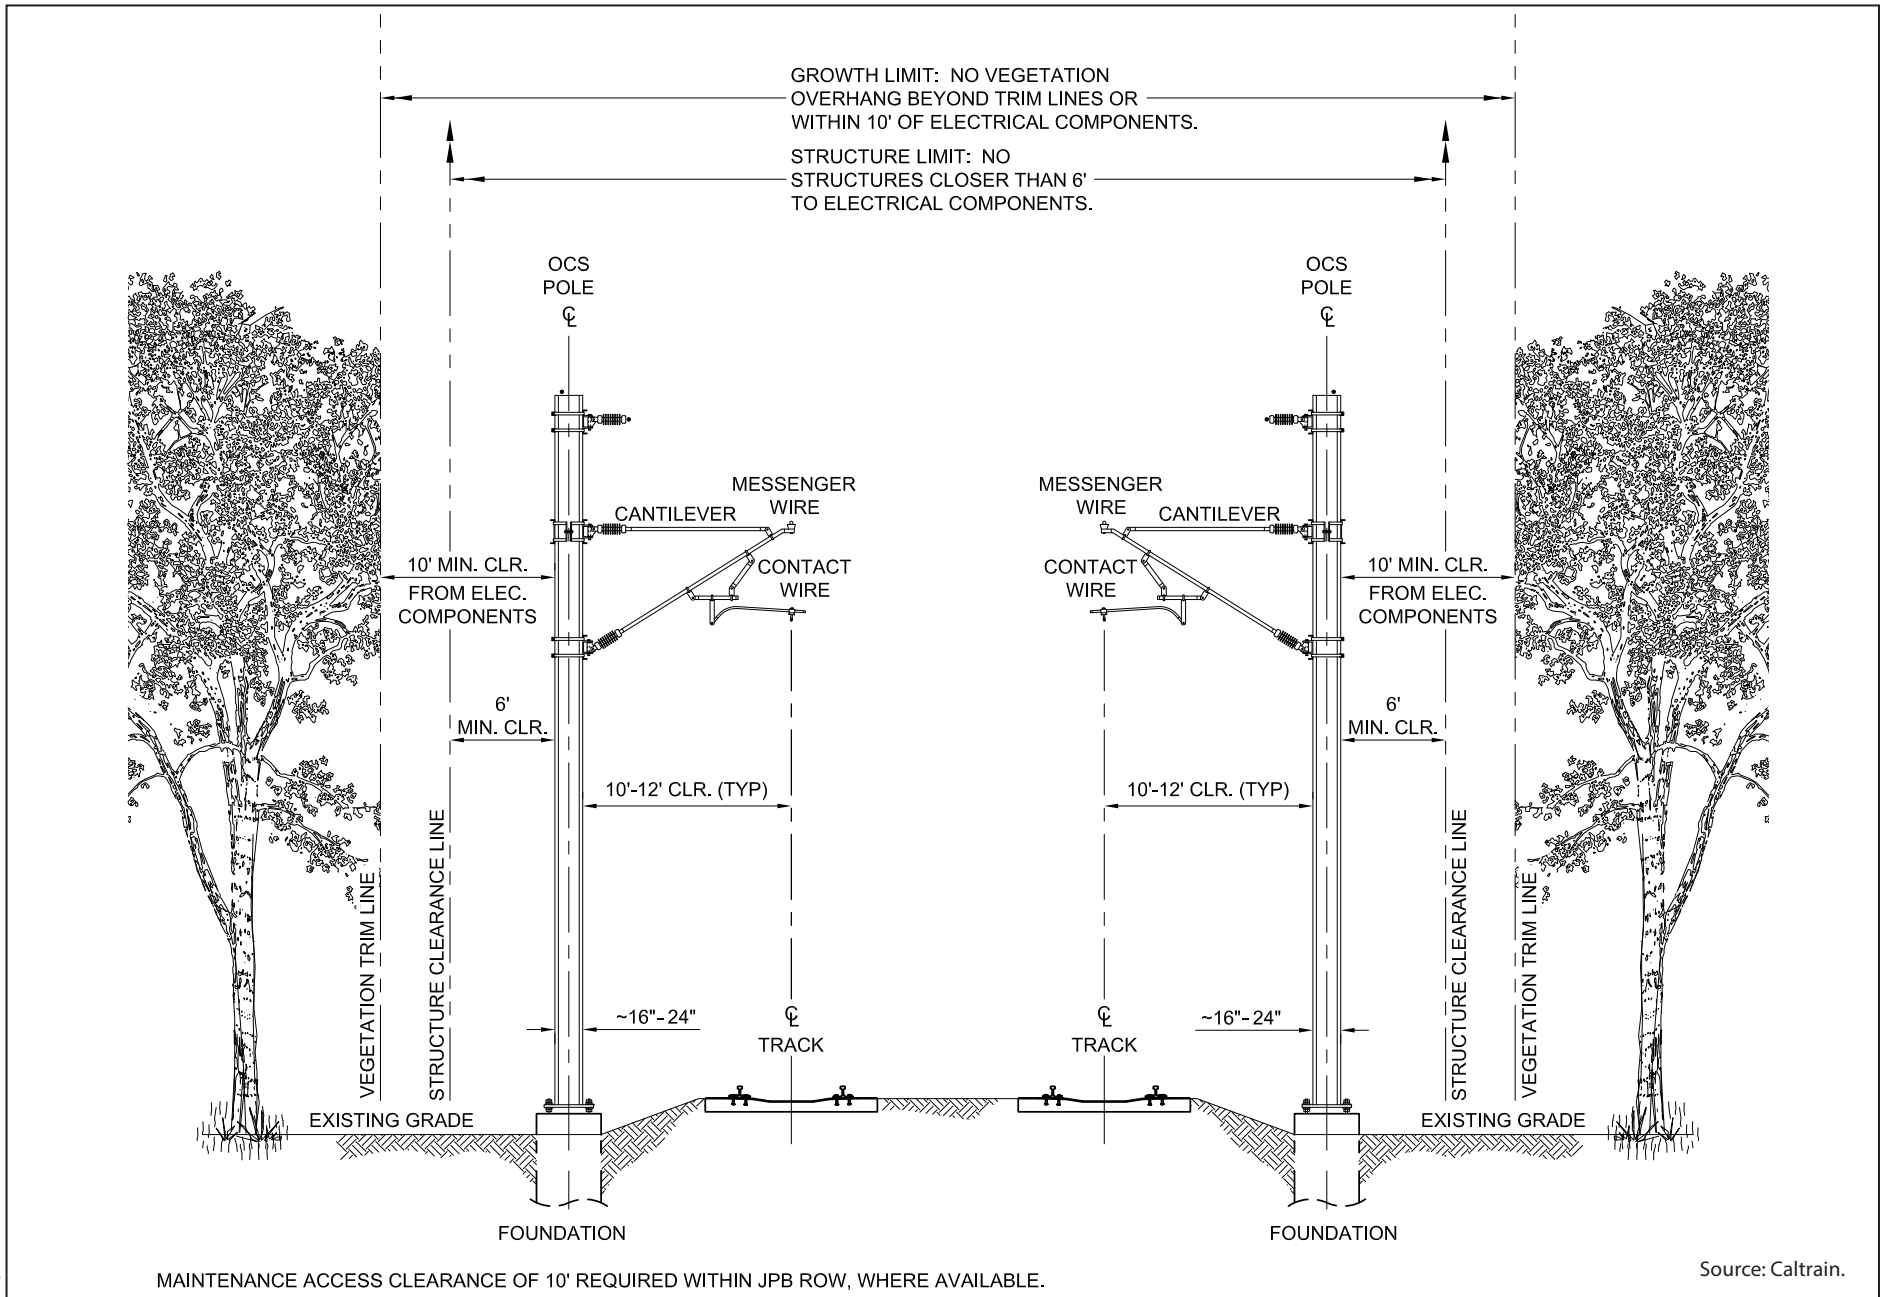 GROWTH LIMIT: NO VEGETATION
OVERHANG BEYOND TRIM LINES OR
WITHIN 10' OF ELECTRICAL COMPONENTS.
STRUCTURE LIMIT: NO
STRUCTURES CLOSER THAN 6'
TO ELECTRICAL COMPONENTS.
OCS
POLE
℄
OCS
POLE
℄
MESSENGER
WIRE
CANTILEVER
CONTACT
WIRE
MESSENGER
WIRE
CANTILEVER
CONTACT
WIRE
10' MIN. CLR.
FROM ELEC.
COMPONENTS
10' MIN. CLR.
FROM ELEC.
COMPONENTS
6'
MIN. CLR.
6'
MIN. CLR.
10'-12' CLR. (TYP)
10'-12' CLR. (TYP)
VEGETATION TRIM LINE
STRUCTURE CLEARANCE LINE
STRUCTURE CLEARANCE LINE
VEGETATION TRIM LINE
~16"- 24"
℄
TRACK
℄
TRACK
~16"- 24"
EXISTING GRADE
EXISTING GRADE
FOUNDATION
FOUNDATION
MAINTENANCE ACCESS CLEARANCE OF 10' REQUIRED WITHIN JPB ROW, WHERE AVAILABLE.
Source: Caltrain.